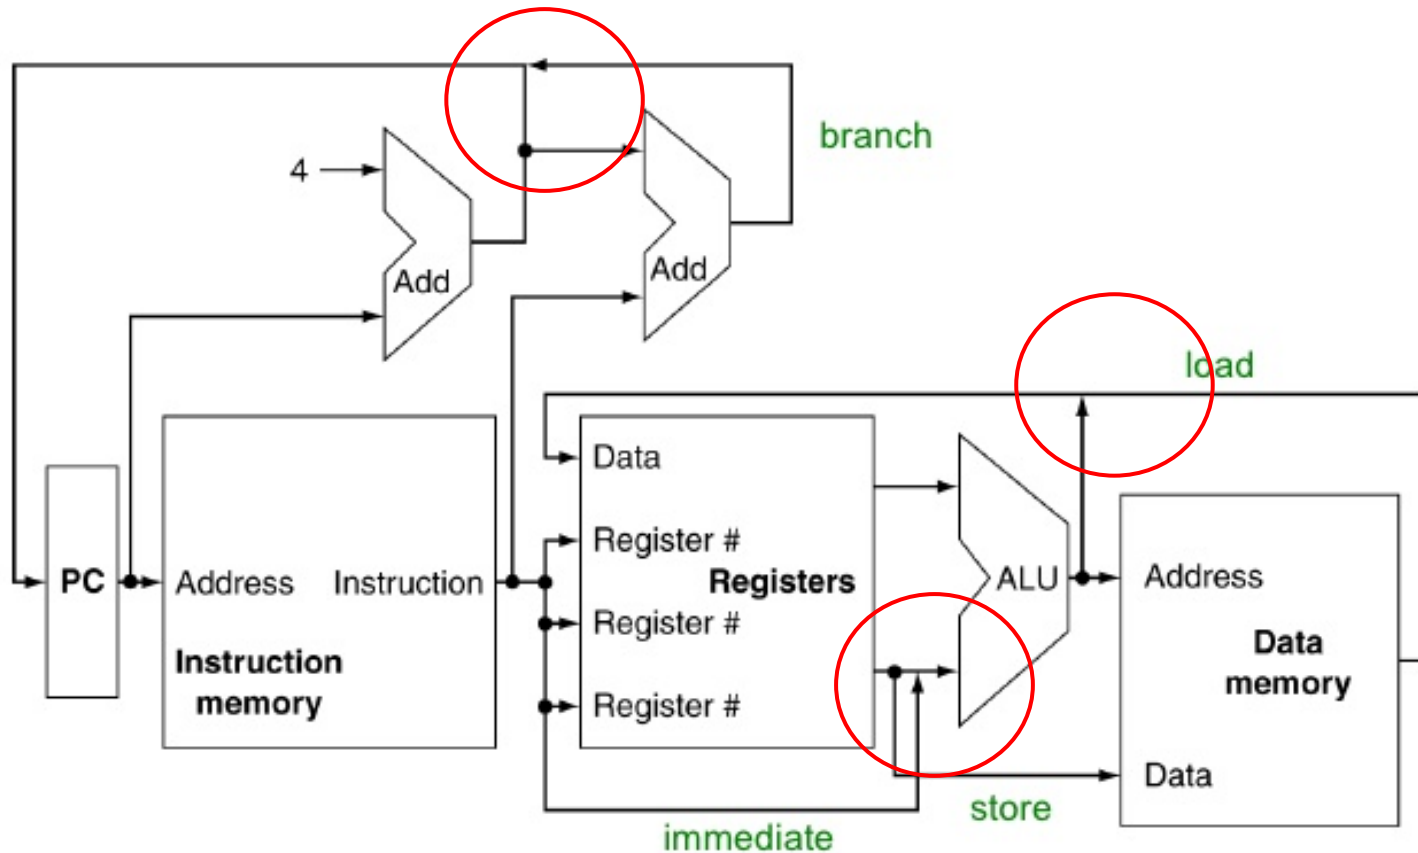 branch
4
Add
Add
load
Data
Register #
PC
Address
Instruction
Registers
ALU
Address
Register #
Instruction
memory
Data
memory
Register #
Data
store
immediate